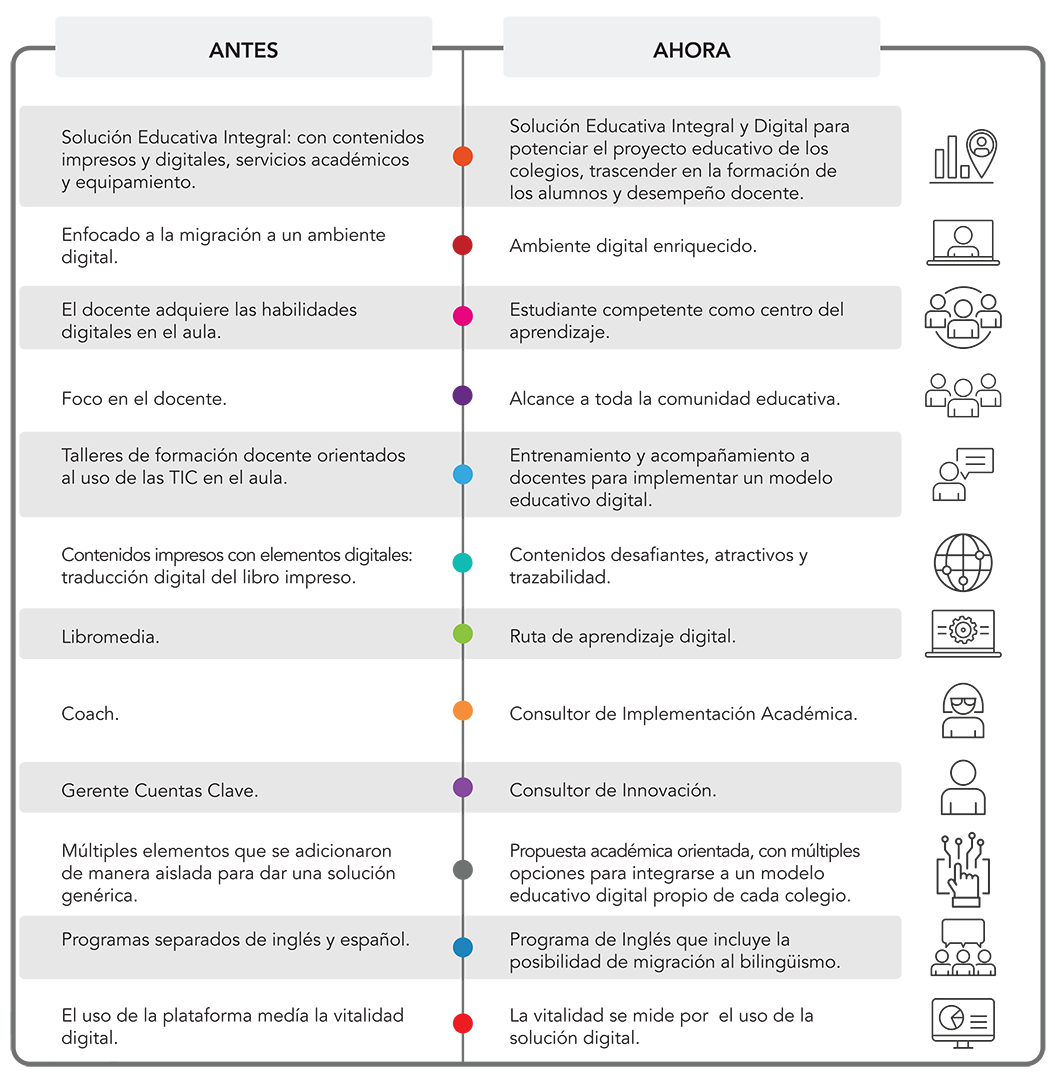 ANTES
AHORA
Solución Educativa Integral: con contenidos
impresos y digitales, servicios académicos
y equipamiento.
Solución Educativa Integral y Digital para
potenciar el proyecto educativo de los
colegios, trascender en la formación de
los alumnos y desempeño docente.
Enfocado a la migración a un ambiente
digital.
Ambiente digital enriquecido.
El docente adquiere las habilidades
digitales en el aula.
Estudiante competente como centro del
aprendizaje.
Foco en el docente.
Alcance a toda la comunidad educativa.
Talleres de formación docente orientados
al uso de las TIC en el aula.
Entrenamiento y acompañamiento a
docentes para implementar un modelo
educativo digital.
Contenidos impresos con elementos digitales:
traducción digital del libro impreso.
Contenidos desafiantes, atractivos y
trazabilidad.
Libromedia.
Ruta de aprendizaje digital.
Coach.
Consultor de Implementación Académica.
Gerente Cuentas Clave.
Consultor de Innovación.
Múltiples elementos que se adicionaron
de manera aislada para dar una solución
genérica.
Propuesta académica orientada, con múltiples
opciones para integrarse a un modelo
educativo digital propio de cada colegio.
Programas separados de inglés y español.
Programa de Inglés que incluye la
posibilidad de migración al bilingüismo.
El uso de la plataforma medía la vitalidad
digital.
La vitalidad se mide por  el uso de la
solución digital.